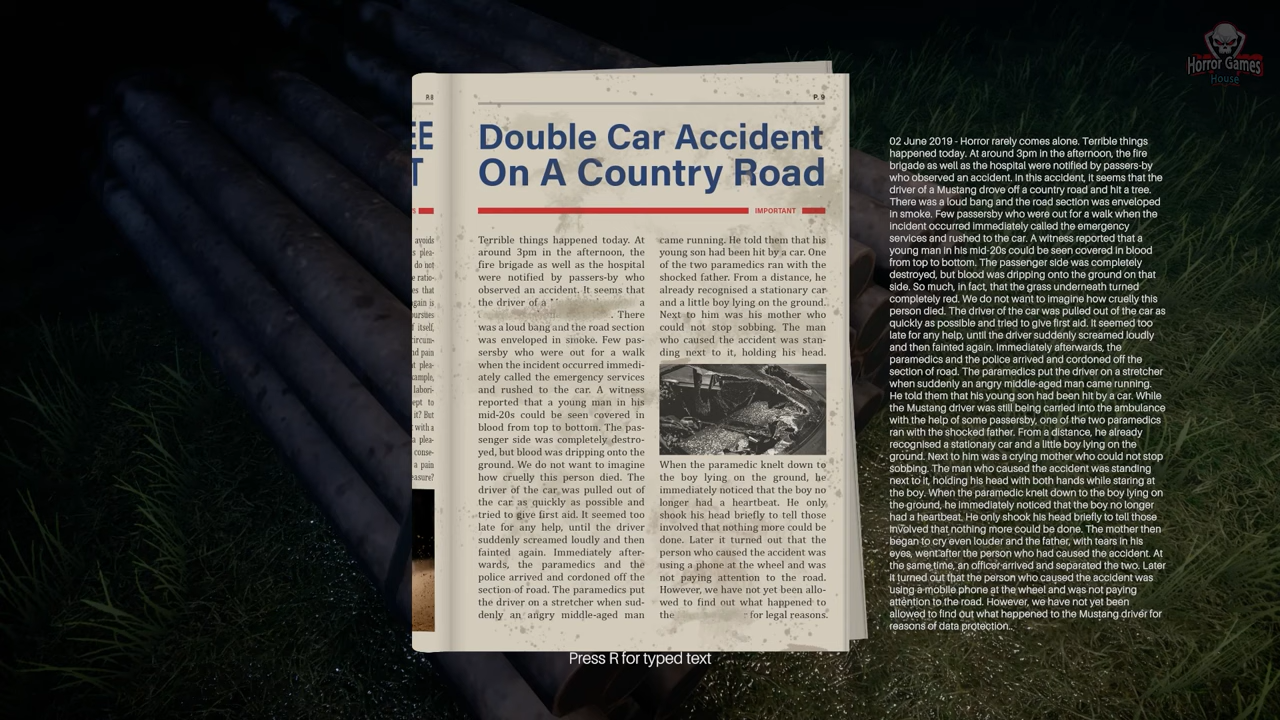 P.8
EE
T
avoids
plea-
do not
e ratio-
es that
gain is
oursues
f itself,
circum-
nd pain
at plea-
xample,
labori-
ept to
it? But
t with a
a plea-
conse-
a pain
easure?
P. 9
Double Car Accident
On A Country Road
IMPORTANT
Terrible things happened today. At
around 3pm in the afternoon, the
fire brigade as well as the hospital
were notified by passers-by who
observed an accident. It seems that
the driver of a a
. There
was a loud bang and the road section
was enveloped in smoke. Few pas-
sersby who were out for a walk
when the incident occurred immedi-
ately called the emergency services
and rushed to the car. A witness
reported that a young man in his
mid-20s could be seen covered in
blood from top to bottom. The pas-
senger side was completely destro-
yed, but blood was dripping onto the
ground. We do not want to imagine
how cruelly this person died. The
driver of the car was pulled out of
the car as quickly as possible and
tried to give first aid. It seemed too
late for any help, until the driver
suddenly screamed loudly and then
fainted again. Immediately after-
wards, the paramedics and the
police arrived and cordoned off the
section of road. The paramedics put
the driver on a stretcher when sud-
denly an angry middle-aged man
came running. He told them that his
young son had been hit by a car. One
of the two paramedics ran with the
shocked father. From a distance, he
already recognised a stationary car
and a little boy lying on the ground.
Next to him was his mother who
could not stop sobbing. The man
who caused the accident was stan-
ding next to it, holding his head.
When the paramedic knelt down to
the boy lying on the ground, he
immediately noticed that the boy no
longer had a heartbeat. He only
shook his head briefly to tell those
involved that nothing more could be
done. Later it turned out that the
person who caused the accident was
using a phone at the wheel and was
not paying attention to the road.
However, we have not yet been allo-
wed to find out what happened to
the for legal reasons.
Press R for typed text
Horror Games
House
02 June 2019 - Horror rarely comes alone. Terrible things
happened today. At around 3pm in the afternoon, the fire
brigade as well as the hospital were notified by passers-by
who observed an accident. In this accident, it seems that the
driver of a Mustang drove off a country road and hit a tree.
There was a loud bang and the road section was enveloped
in smoke. Few passersby who were out for a walk when the
incident occurred immediately called the emergency
services and rushed to the car. A witness reported that a
young man in his mid-20s could be seen covered in blood
from top to bottom. The passenger side was completely
destroyed, but blood was dripping onto the ground on that
side. So much, in fact, that the grass underneath turned
completely red. We do not want to imagine how cruelly this
person died. The driver of the car was pulled out of the car as
quickly as possible and tried to give first aid. It seemed too
late for any help, until the driver suddenly screamed loudly
and then fainted again. Immediately afterwards, the
paramedics and the police arrived and cordoned off the
section of road. The paramedics put the driver on a stretcher
when suddenly an angry middle-aged man came running.
He told them that his young son had been hit by a car. While
the Mustang driver was still being carried into the ambulance
with the help of some passersby, one of the two paramedics
ran with the shocked father. From a distance, he already
recognised a stationary car and a little boy lying on the
ground. Next to him was a crying mother who could not stop
sobbing. The man who caused the accident was standing
next to it, holding his head with both hands while staring at
the boy. When the paramedic knelt down to the boy lying on
the ground, he immediately noticed that the boy no longer
had a heartbeat. He only shook his head briefly to tell those
involved that nothing more could be done. The mother then
began to cry even louder and the father, with tears in his
eyes, went after the person who had caused the accident. At
the same time, an officer arrived and separated the two. Later
it turned out that the person who caused the accident was
using a mobile phone at the wheel and was not paying
attention to the road. However, we have not yet been
allowed to find out what heppened to the Mustang driver for
reasons of data protection..